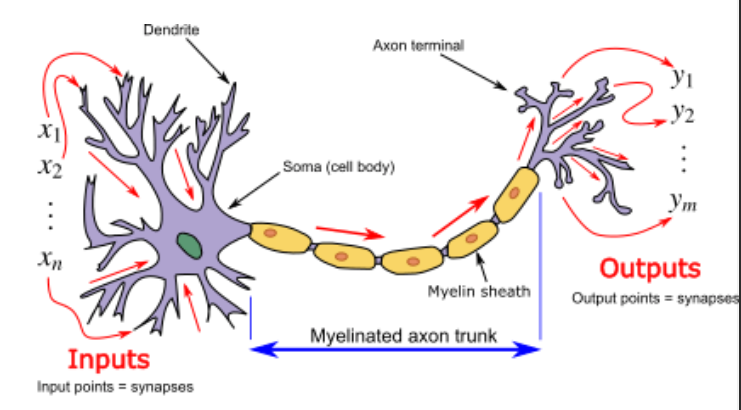 Dendrite
Axon terminal
x1
x2
⋮
xn
Soma (cell body)
y1
y2
⋮
ym
Myelin sheath
Outputs
Output points = synapses
Myelinated axon trunk
Inputs
Input points = synapses